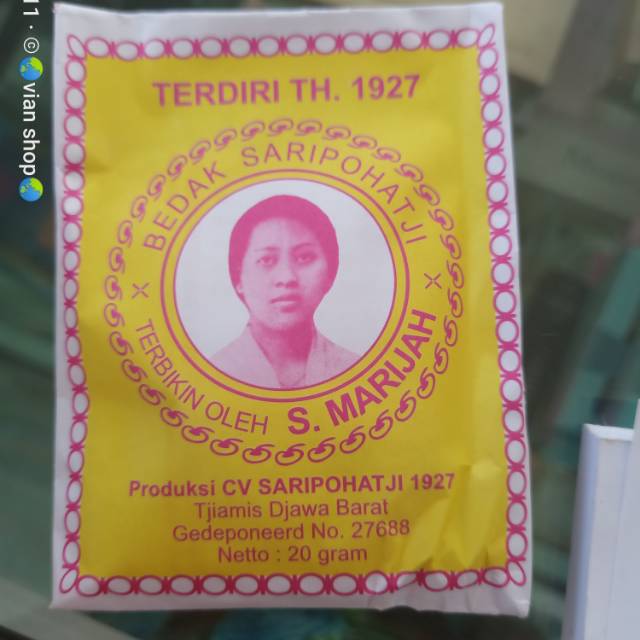 TERDIRI TH. 1927
BEDAK SARIPOHATJI
TERBIKIN OLEH S. MARIJAH
Produksi CV SARIPOHATJI 1927
Tjiamis Djawa Barat
Gedeponeerd No. 27688
Netto : 20 gram
11 · © vian shop